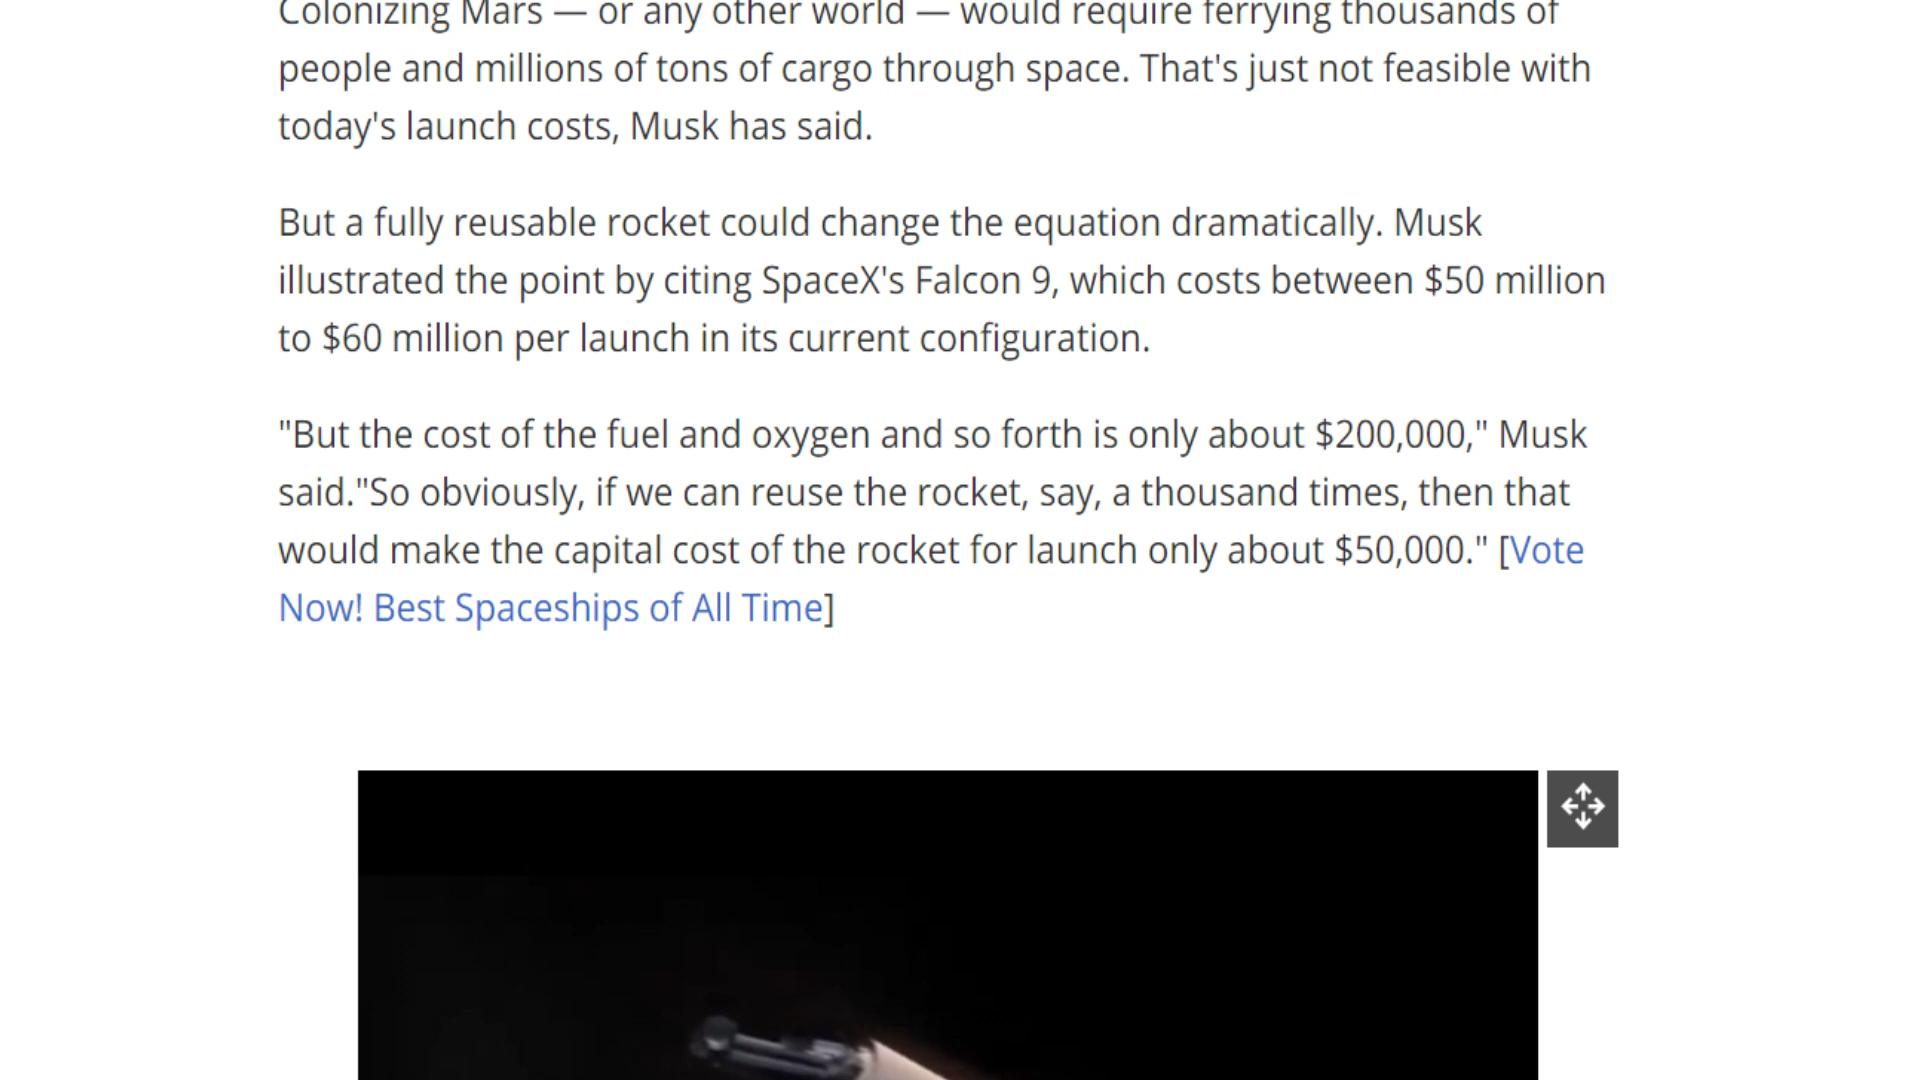 Colonizing Mars — or any other world — would require ferrying thousands of
people and millions of tons of cargo through space. That's just not feasible with
today's launch costs, Musk has said.
But a fully reusable rocket could change the equation dramatically. Musk
illustrated the point by citing SpaceX's Falcon 9, which costs between $50 million
to $60 million per launch in its current configuration.
"But the cost of the fuel and oxygen and so forth is only about $200,000," Musk
said."So obviously, if we can reuse the rocket, say, a thousand times, then that
would make the capital cost of the rocket for launch only about $50,000." [Vote
Now! Best Spaceships of All Time]